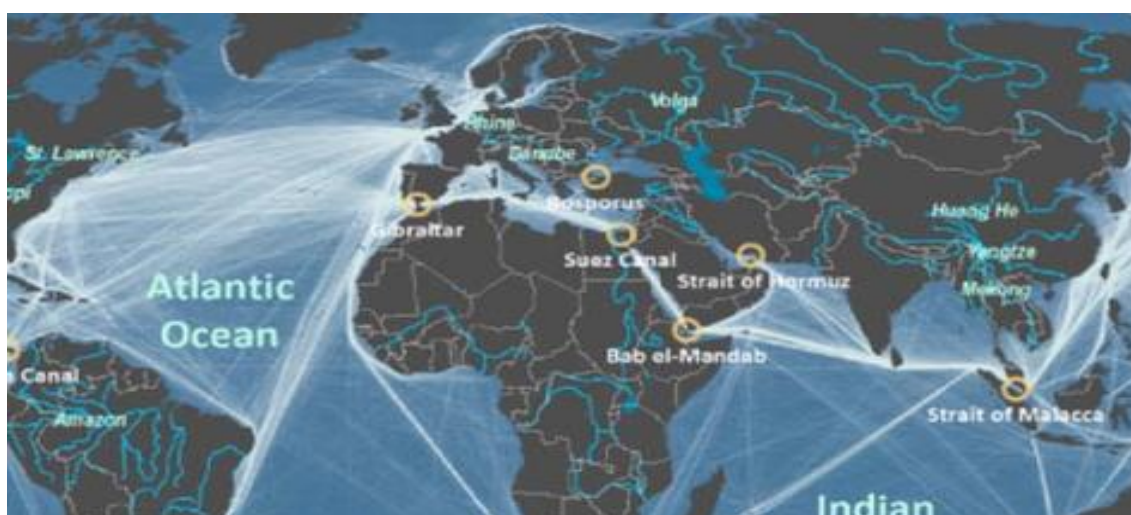 Volga
Rhine
Danube
St. Lawrence
Bosporus
Gibraltar
Huang He
Suez Canal
Yangtze
Strait of Hormuz
Mekong
Atlantic
Ocean
Bab el-Mandab
Canal
Strait of Malacca
Amazon
Indian